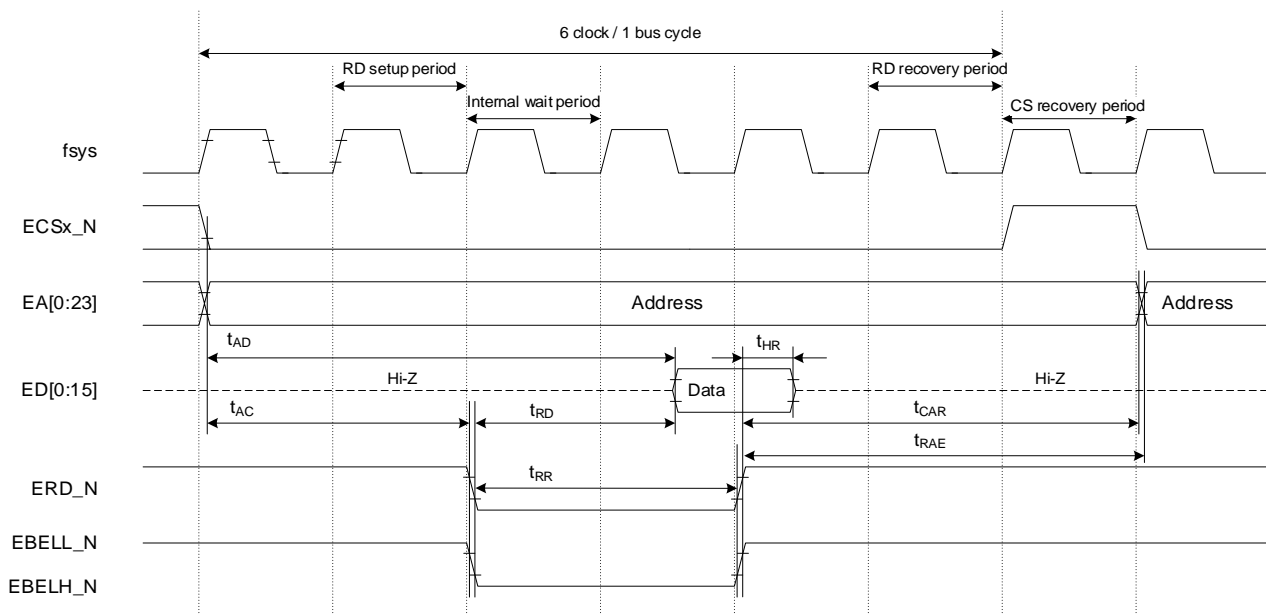 6 clock / 1 bus cycle
RD setup period
RD recovery period
Internal wait period
CS recovery period
fsys
ECSx_N
EA[0:23]
Address
Address
tAD
tHR
ED[0:15]
Hi-Z
Data
Hi-Z
tAC
tRD
tCAR
tRAE
ERD_N
tRR
EBELL_N
EBELH_N